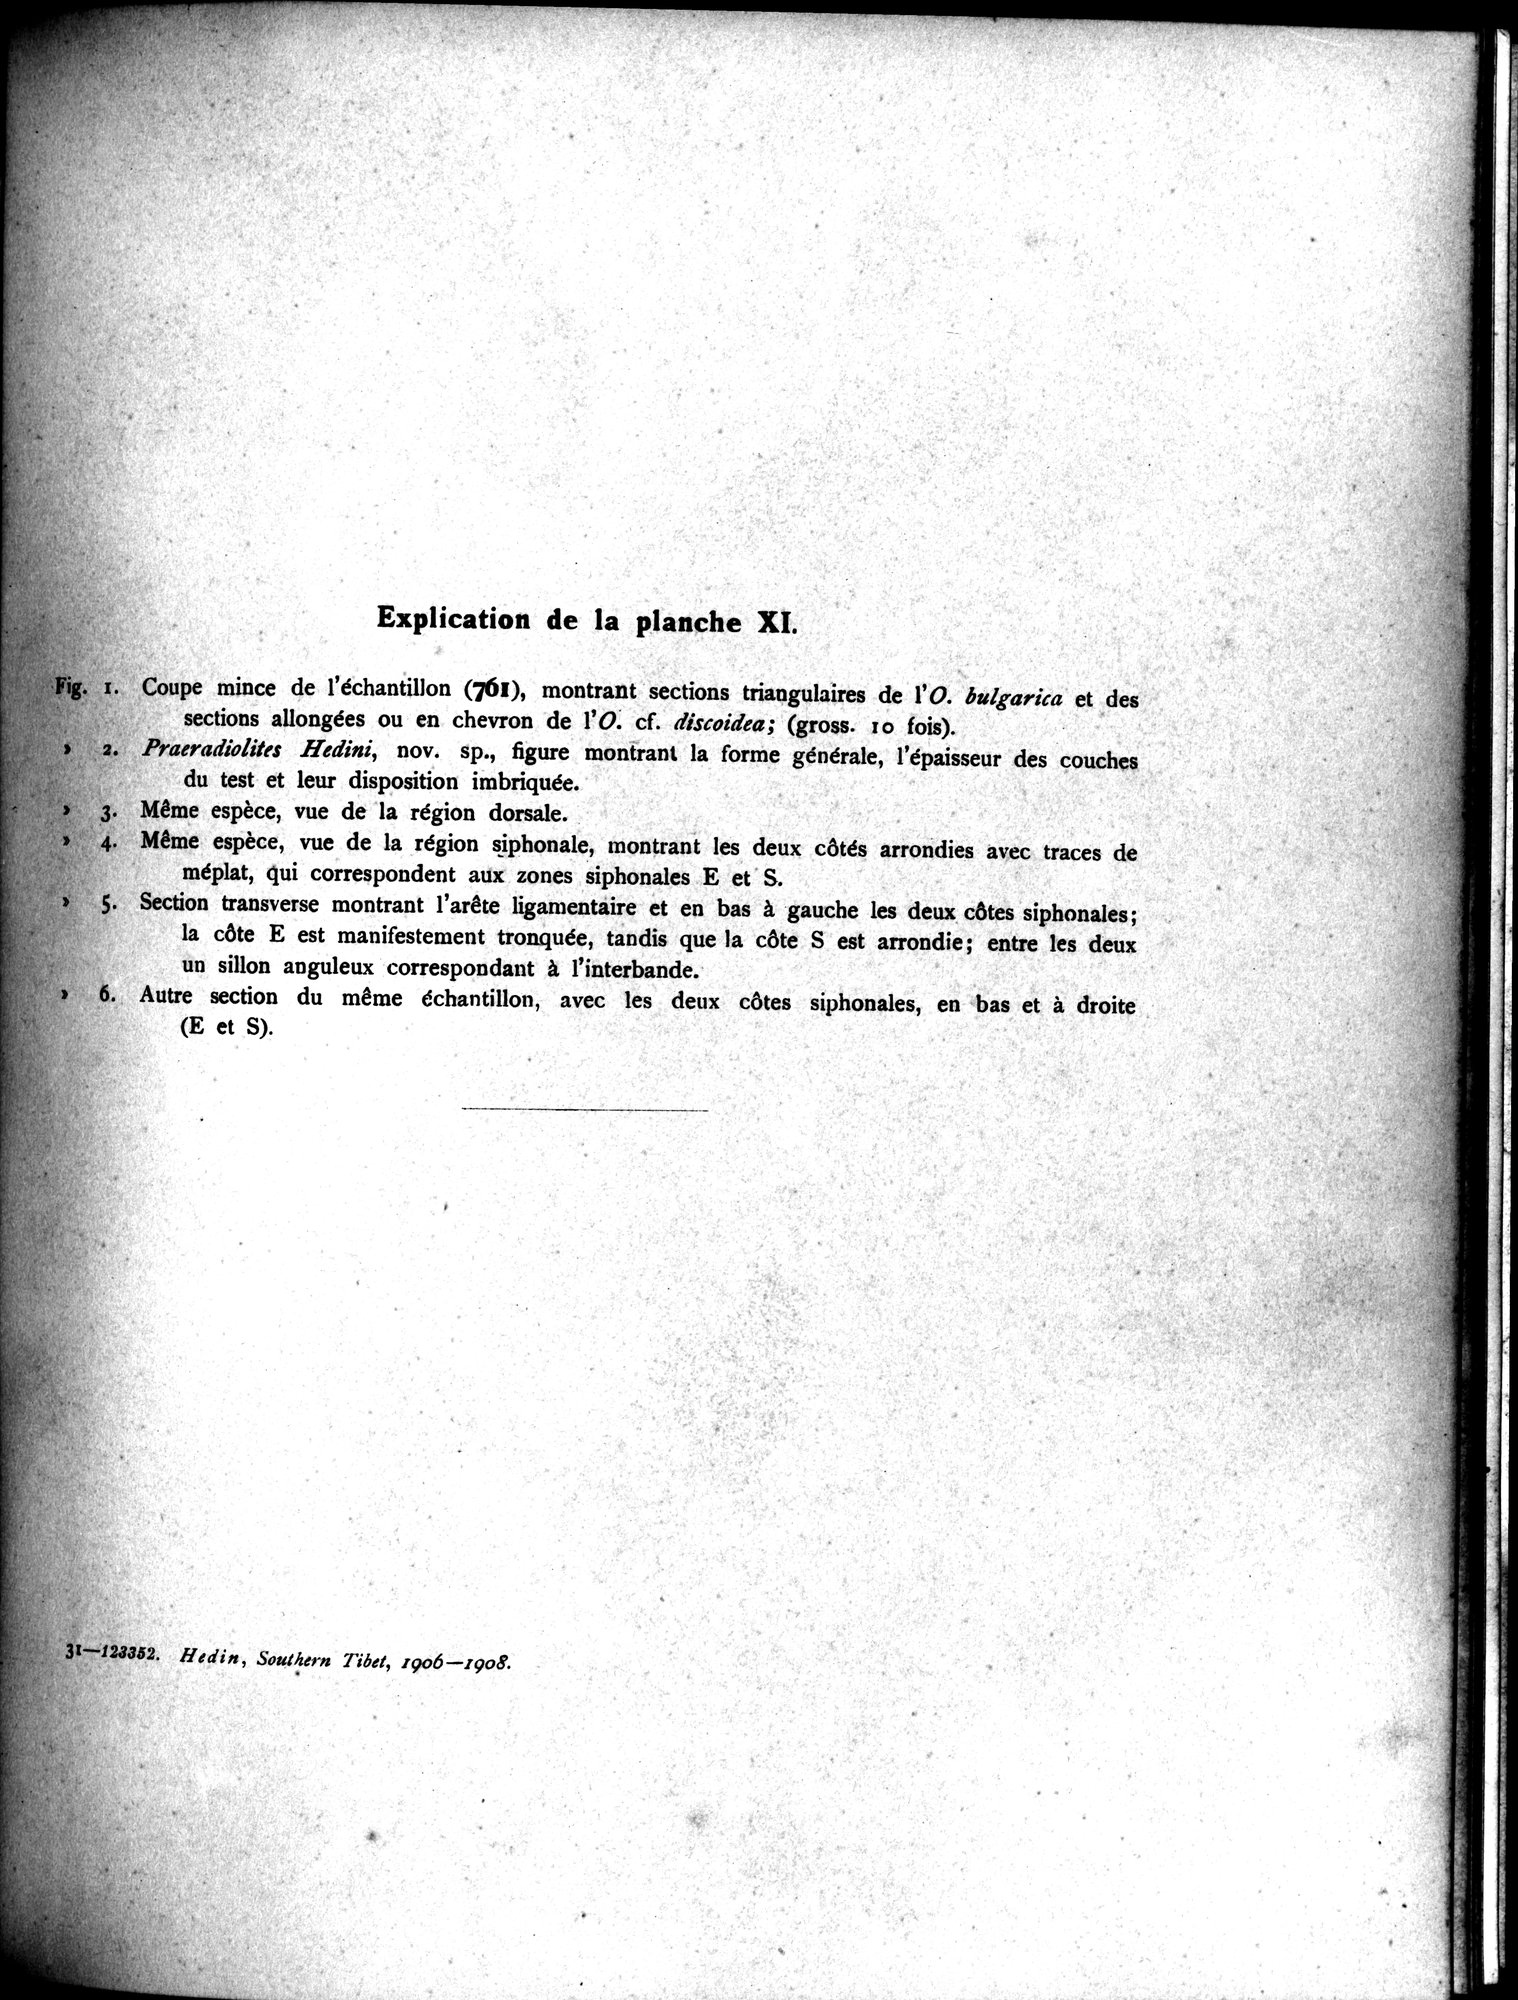 Explication de la planche XI.
Fig. 1. Coupe mince de l'échantillon (761), montrant sections triangulaires de l'O. bulgarica et des
sections allongées ou en chevron de l'O. cf. discoidea; (gross. 10 fois).
» 2. Praeradiolites Hedini, nov. sp., figure montrant la forme générale, l'épaisseur des couches
du test et leur disposition imbriquée.
» 3. Même espèce, vue de la région dorsale.
» 4. Même espèce, vue de la région siphonale, montrant les deux côtés arrondies avec traces de
méplat, qui correspondent aux zones siphonales E et S.
» 5. Section transverse montrant l'arête ligamentaire et en bas à gauche les deux côtes siphonales;
la côte E est manifestement tronquée, tandis que la côte S est arrondie; entre les deux
un sillon anguleux correspondant à l'interbande.
» 6. Autre section du même échantillon, avec les deux côtes siphonales, en bas et à droite
(E et S).
31—123352. Hedin, Southern Tibet, 1906—1908.